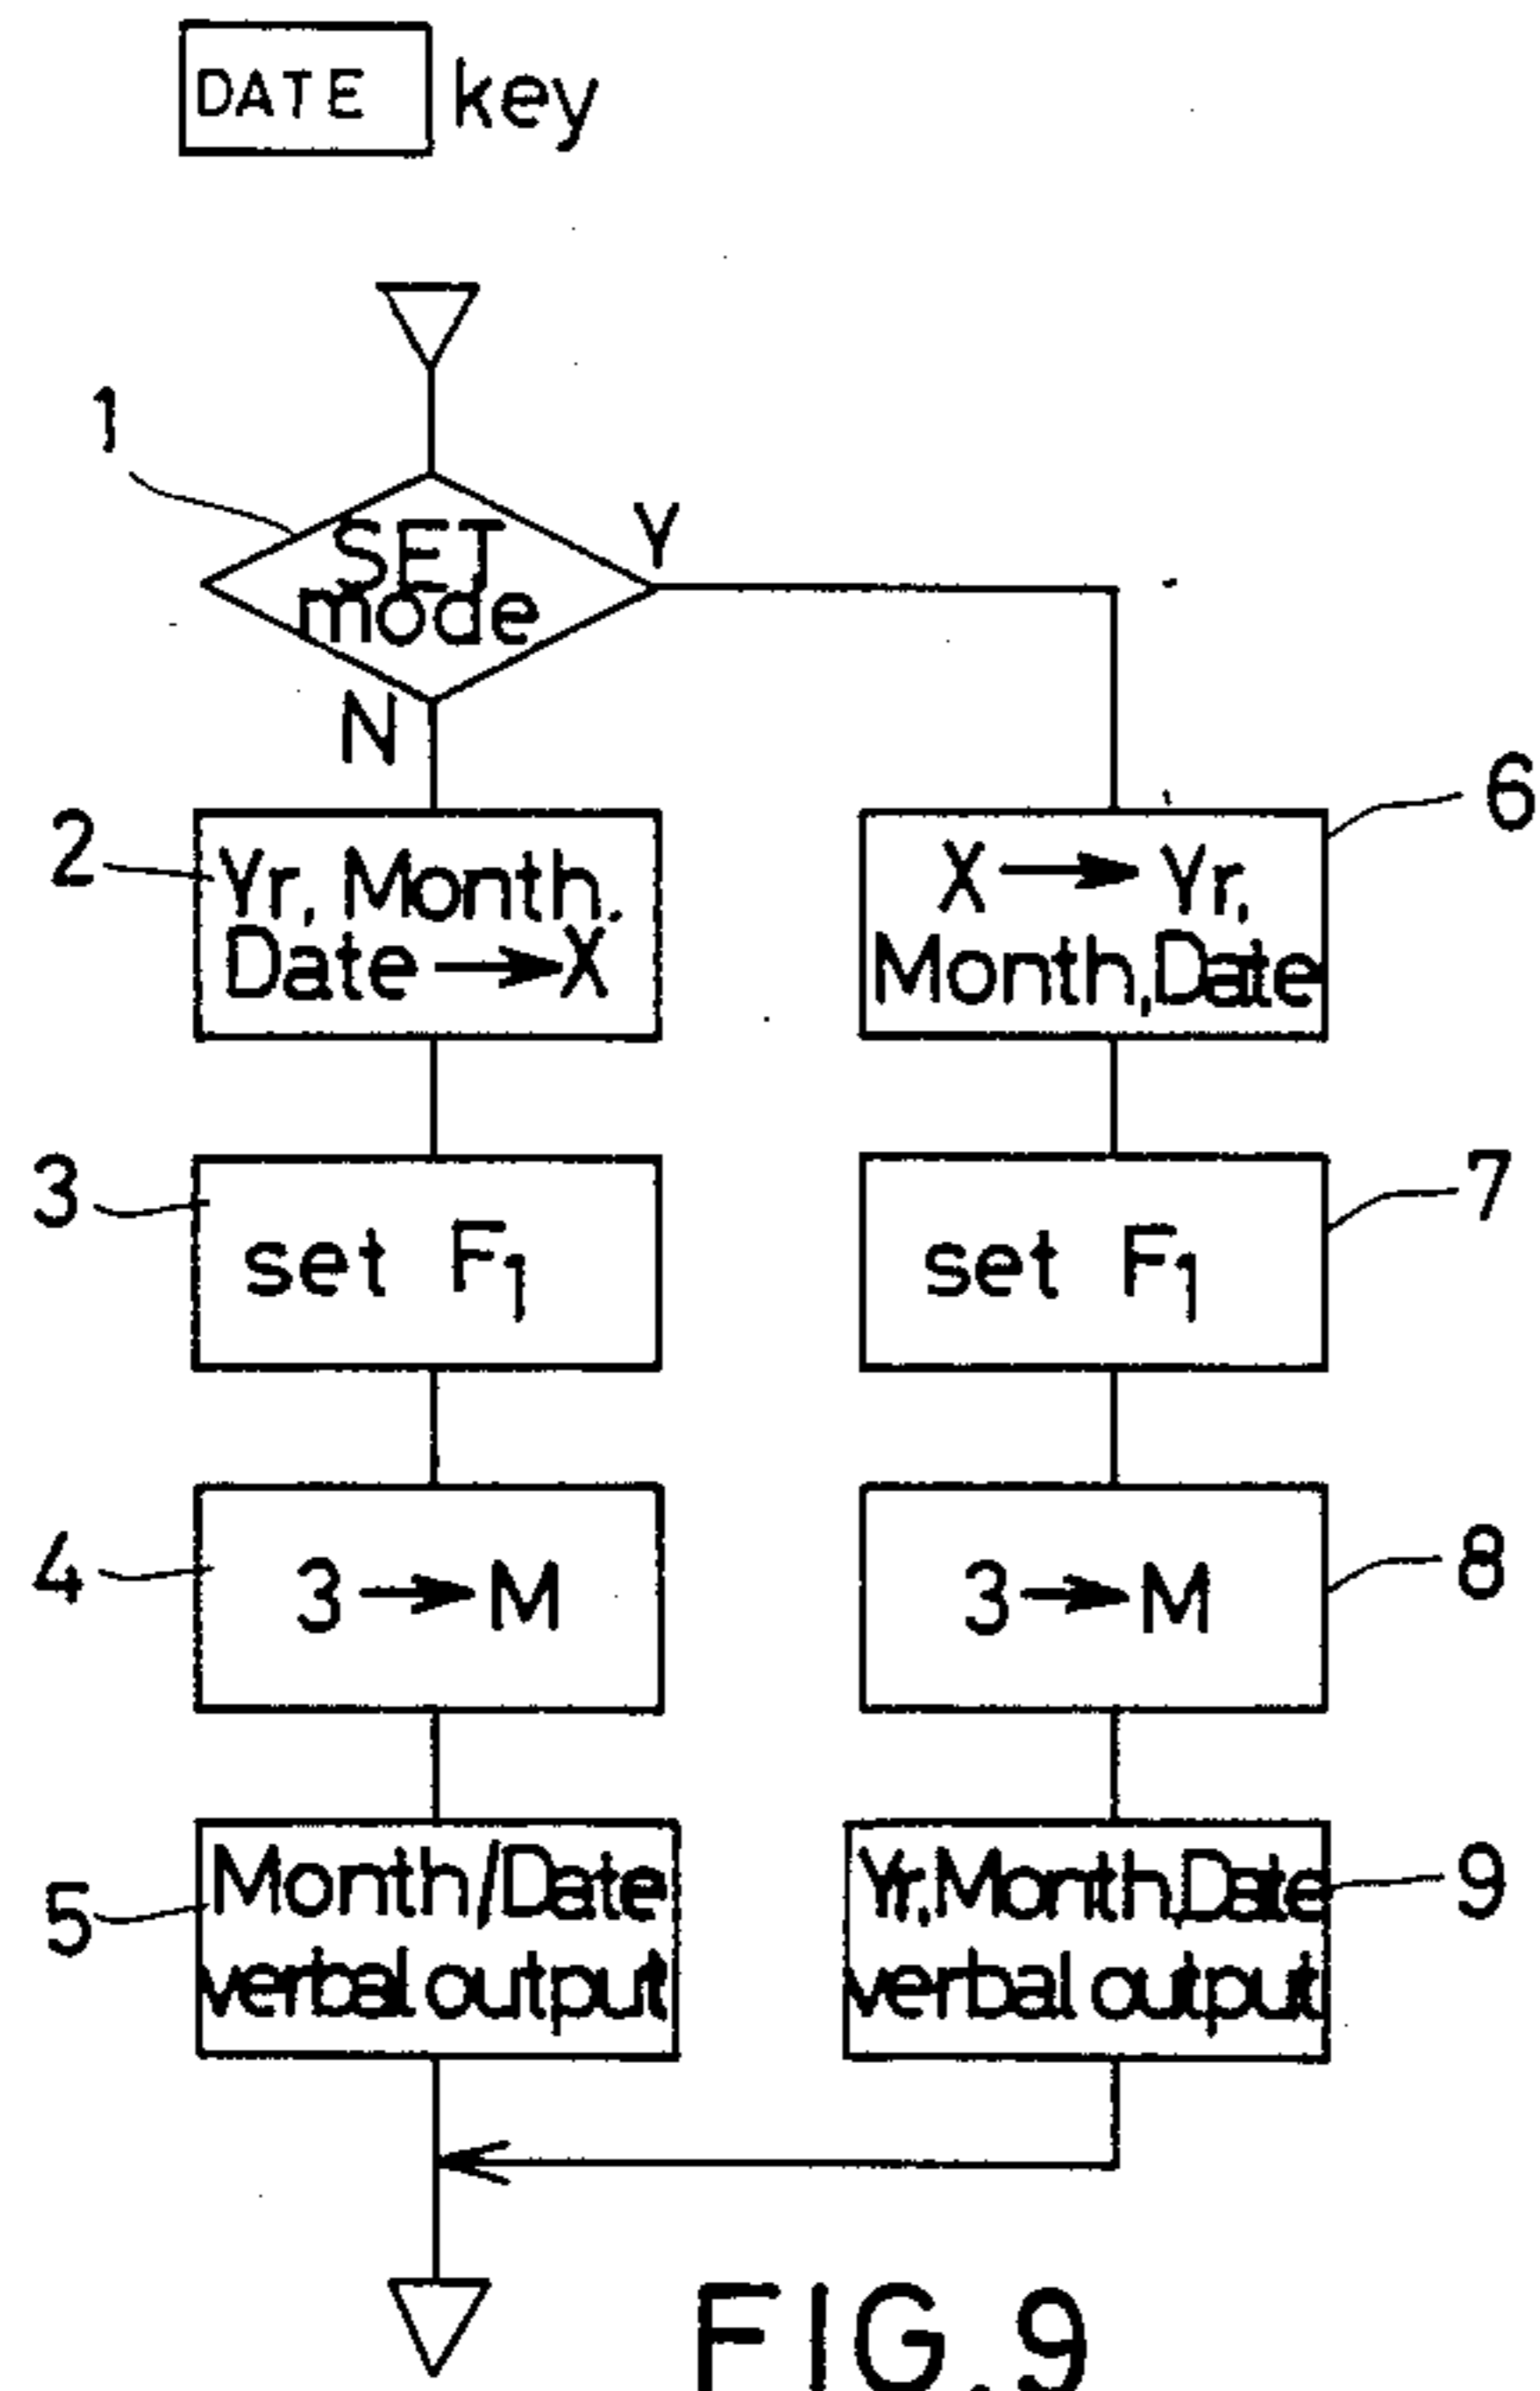 DATE key
1
SET
mode
Y
N
2
Yr, Month,
Date → X
6
X → Yr,
Month, Date
3
set F1
7
set F1
4
3 → M
8
3 → M
5
Month/Date
verbal output
9
Yr, Month, Date
verbal output
FIG. 9